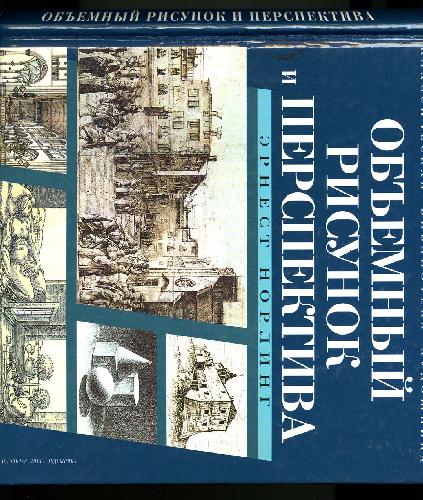 ОБЪЕМНЫЙ РИСУНОК И ПЕРСПЕКТИВА
ОБЪЕМНЫЙ
РИСУНОК
И ПЕРСПЕКТИВА
ЭРНЕСТ НОРЛИНГ